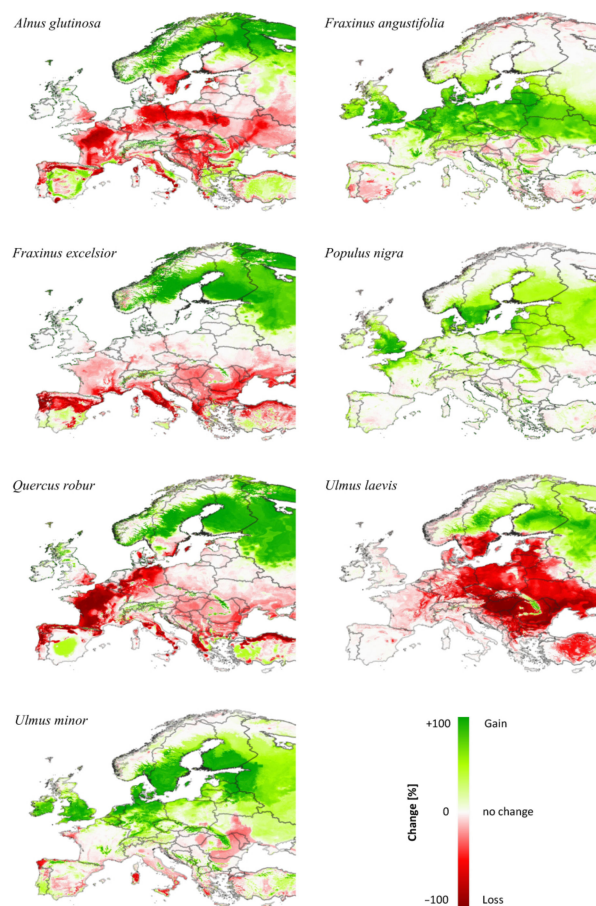 Alnus glutinosa
Fraxinus angustifolia
Fraxinus excelsior
Populus nigra
Quercus robur
Ulmus laevis
Ulmus minor
+100
Gain
Change [%]
0
no change
−100
Loss